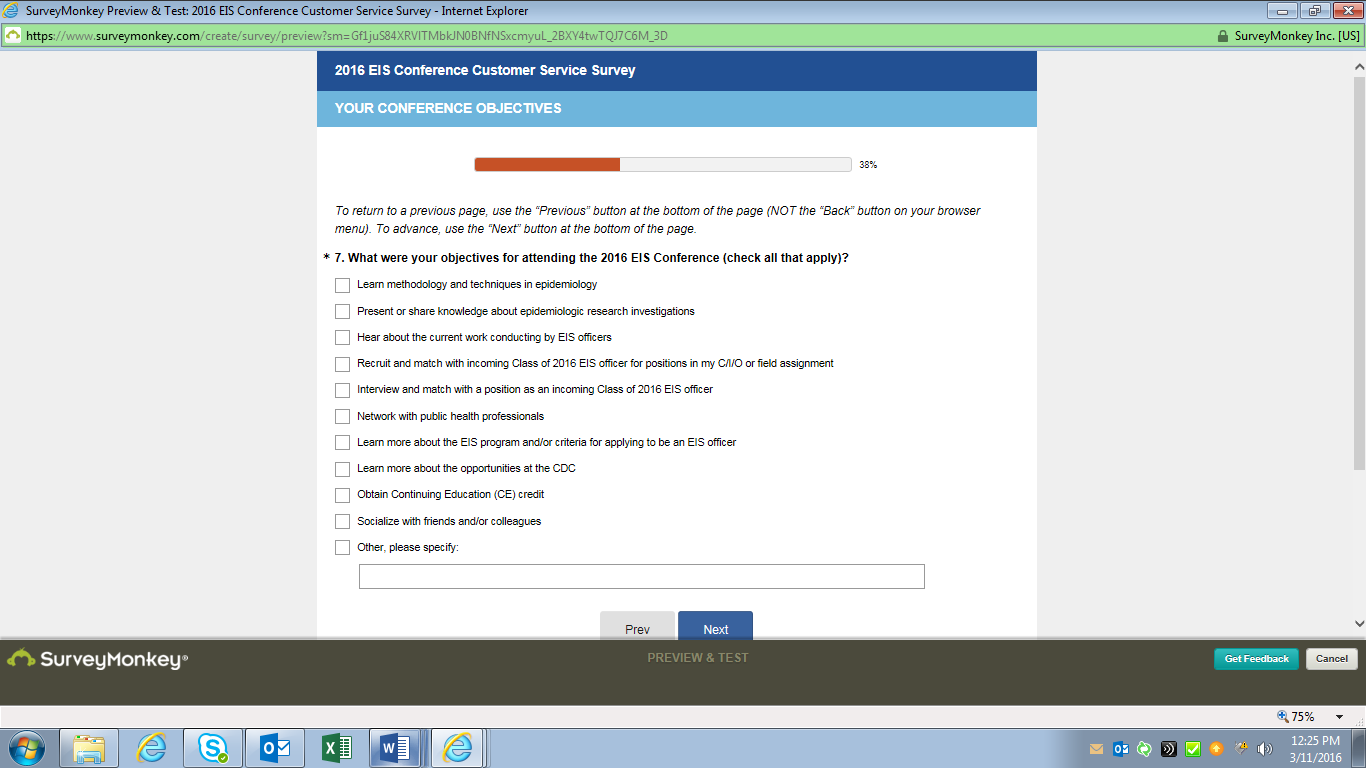 SurveyMonkey Preview & Test: 2016 EIS Conference Customer Service Survey - Internet Explorer
https://www.surveymonkey.com/create/survey/preview?sm=Gf1juS84XRVITMbkJN0BNfNSxcmyuL_2BXY4twTQJ7C6M_3D
SurveyMonkey Inc. [US]
2016 EIS Conference Customer Service Survey
YOUR CONFERENCE OBJECTIVES
38%
To return to a previous page, use the “Previous” button at the bottom of the page (NOT the “Back” button on your browser
menu). To advance, use the “Next” button at the bottom of the page.
* 7. What were your objectives for attending the 2016 EIS Conference (check all that apply)?
Learn methodology and techniques in epidemiology
Present or share knowledge about epidemiologic research investigations
Hear about the current work conducting by EIS officers
Recruit and match with incoming Class of 2016 EIS officer for positions in my C/I/O or field assignment
Interview and match with a position as an incoming Class of 2016 EIS officer
Network with public health professionals
Learn more about the EIS program and/or criteria for applying to be an EIS officer
Learn more about the opportunities at the CDC
Obtain Continuing Education (CE) credit
Socialize with friends and/or colleagues
Other, please specify:
Prev Next
SurveyMonkey®
PREVIEW & TEST
Get Feedback
Cancel
75%
12:25 PM
3/11/2016